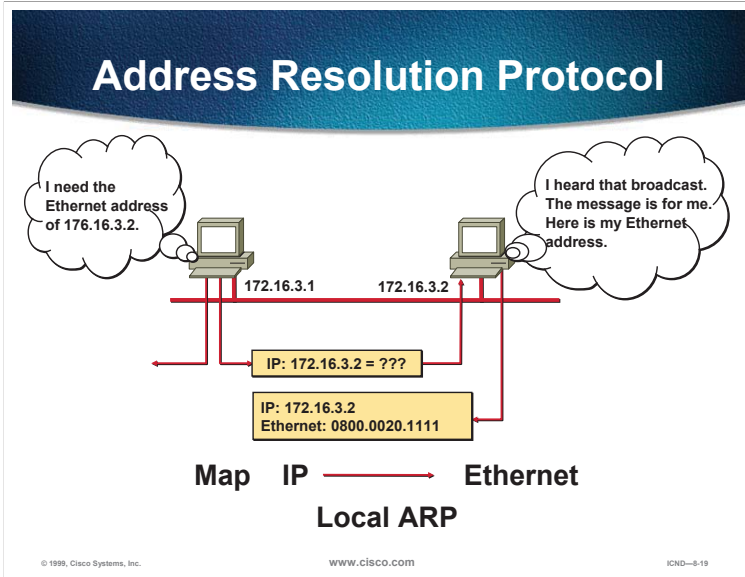 Address Resolution Protocol
I need the
Ethernet address
of 176.16.3.2.
I heard that broadcast.
The message is for me.
Here is my Ethernet
address.
172.16.3.1
172.16.3.2
IP: 172.16.3.2 = ???
IP: 172.16.3.2
Ethernet: 0800.0020.1111
Map IP Ethernet
Local ARP
© 1999, Cisco Systems, Inc.
www.cisco.com
ICND—8-19